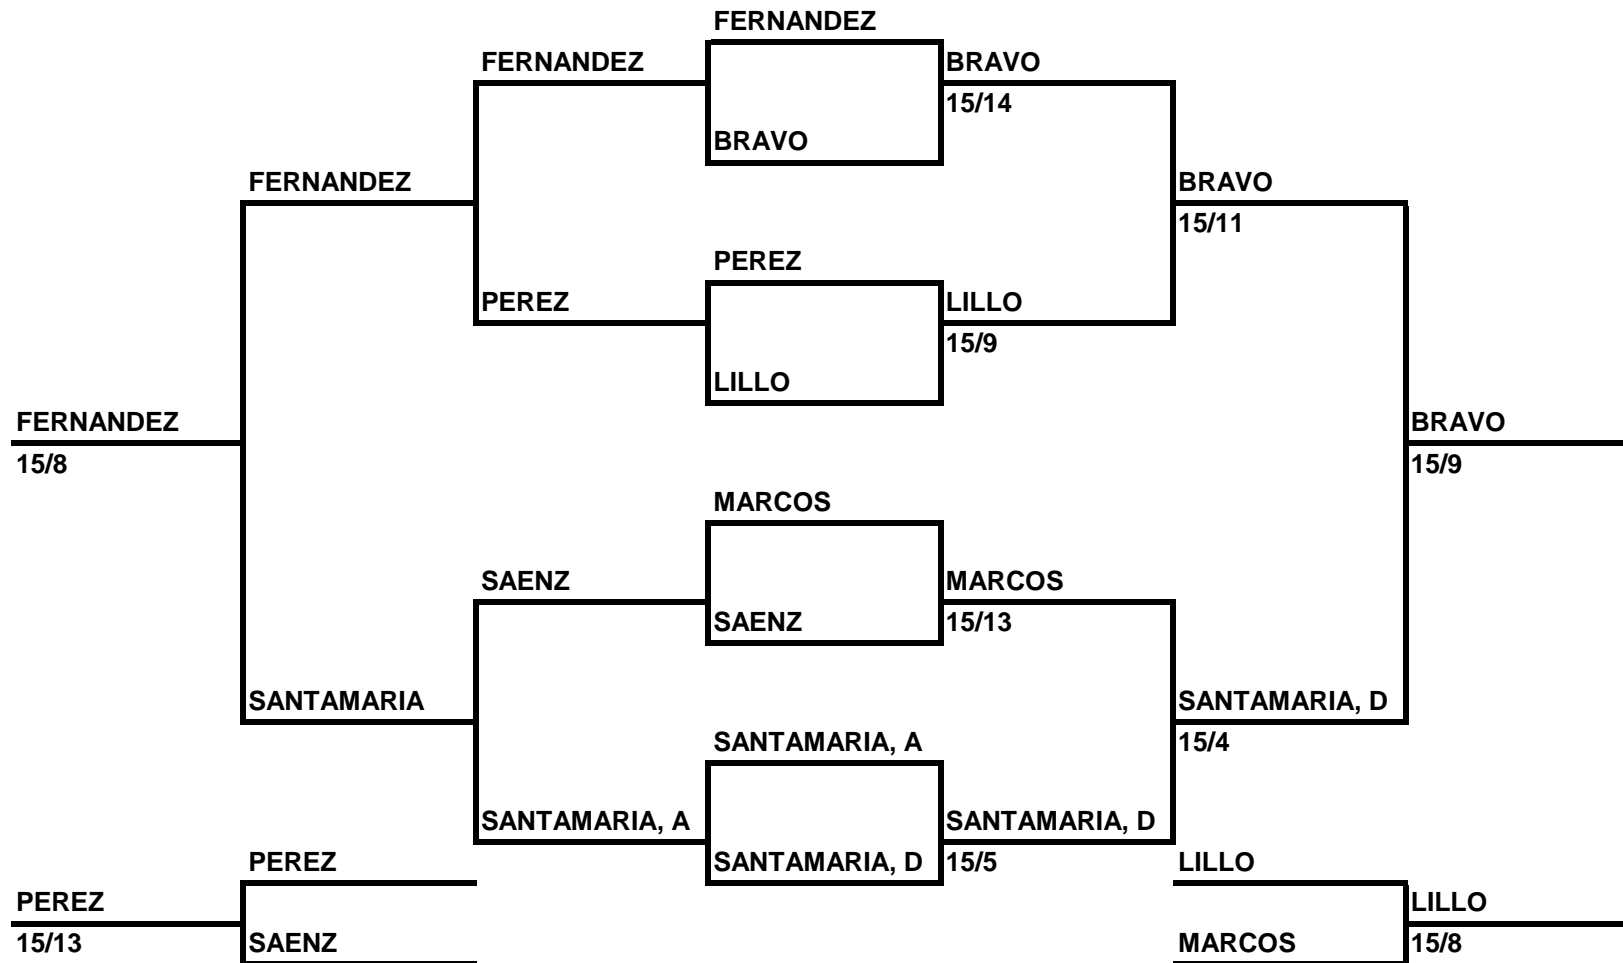 FERNANDEZ
FERNANDEZ
BRAVO
15/14
BRAVO
FERNANDEZ
BRAVO
15/11
PEREZ
PEREZ
LILLO
15/9
LILLO
FERNANDEZ
15/8
BRAVO
15/9
MARCOS
SAENZ
MARCOS
SAENZ
15/13
SANTAMARIA
SANTAMARIA, D
15/4
SANTAMARIA, A
SANTAMARIA, A
SANTAMARIA, D
SANTAMARIA, D
15/5
PEREZ
LILLO
PEREZ
15/13
LILLO
15/8
SAENZ
MARCOS